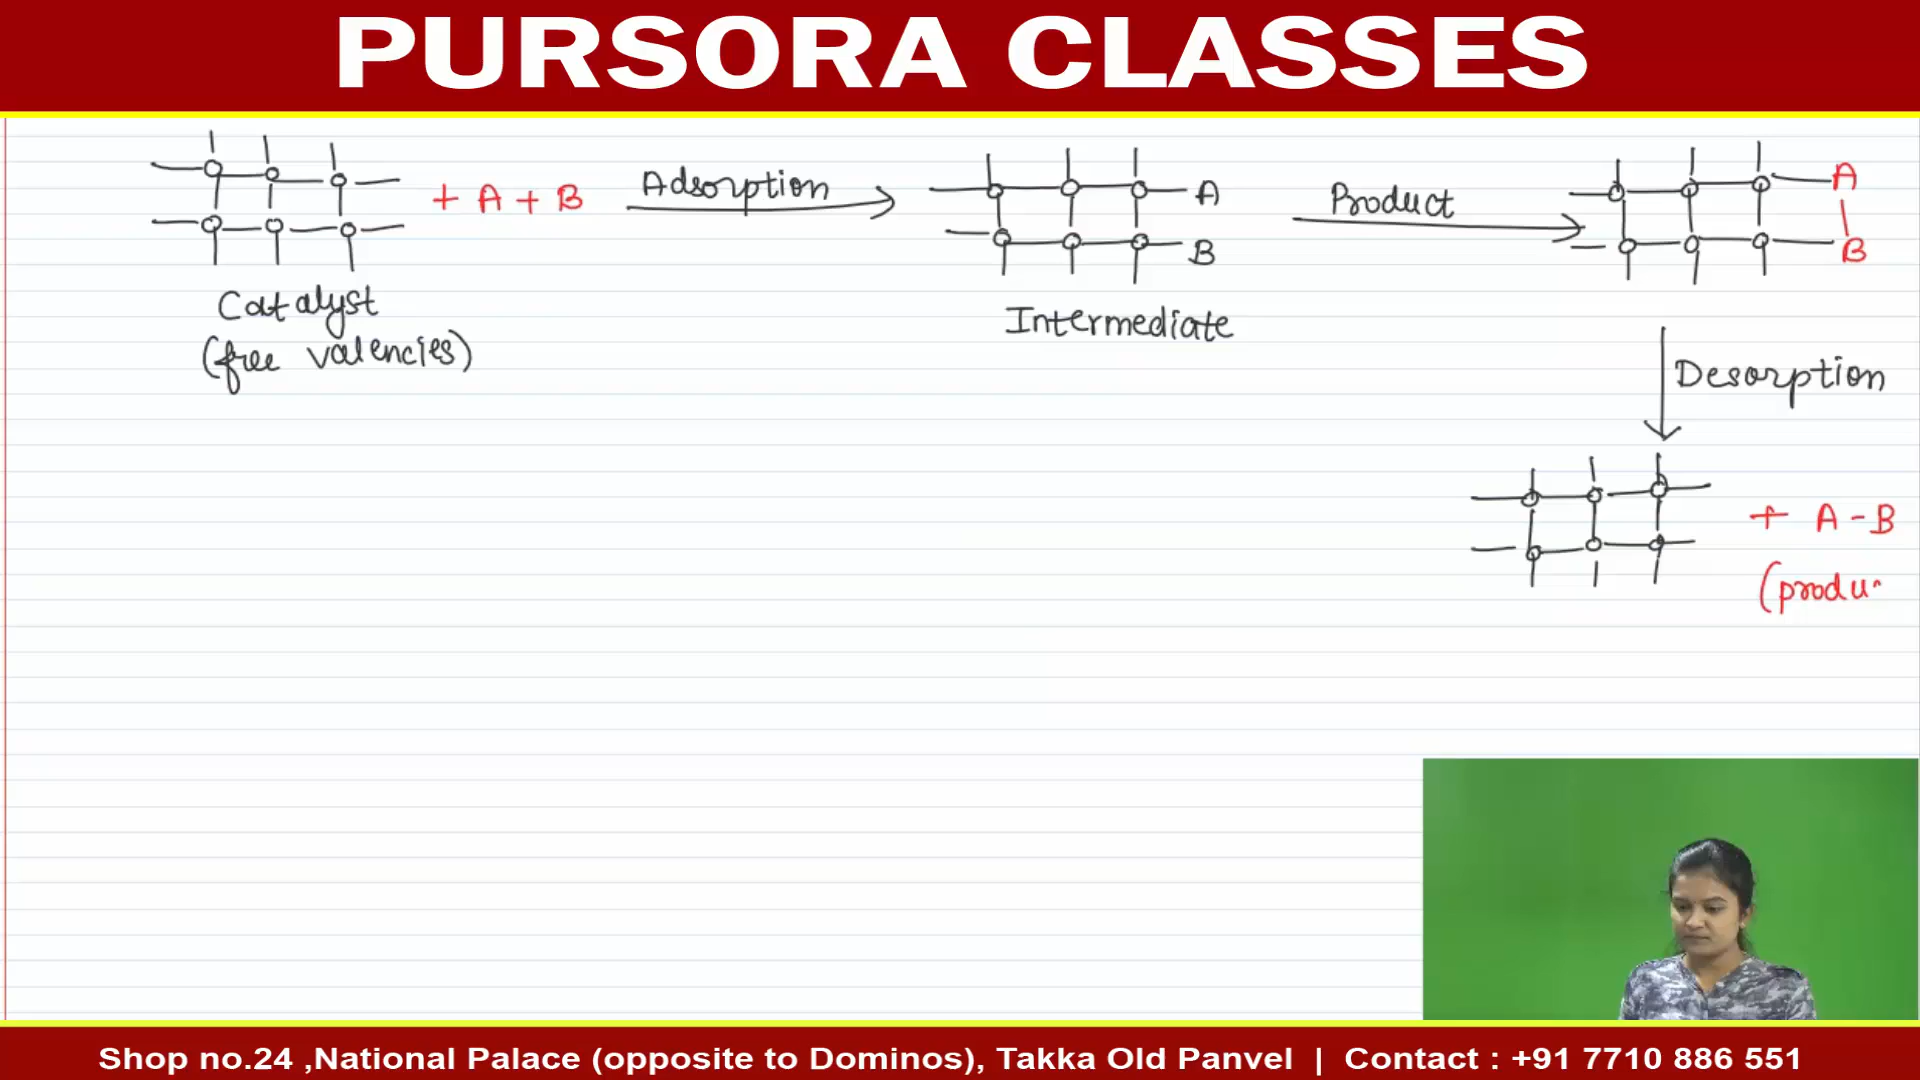 PURSORA CLASSES
+ A + B
Adsorption
A
B
Product
A
B
Catalyst
(free valencies)
Intermediate
Desorption
+ A - B
Shop no.24 ,National Palace (opposite to Dominos), Takka Old Panvel | Contact : +91 7710 886 551